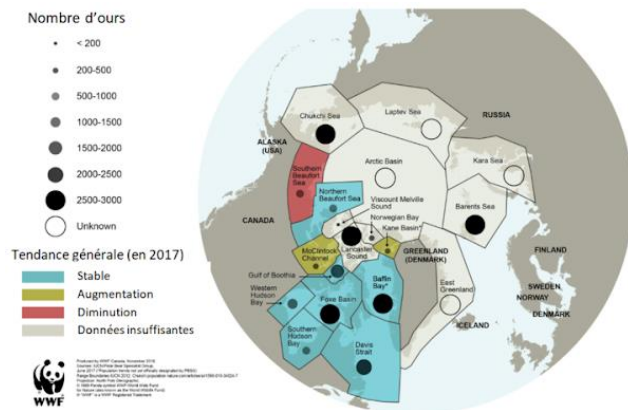 Nombre d'ours
< 200
200-500
500-1000
1000-1500
1500-2000
2000-2500
2500-3000
Unknown
Tendance générale (en 2017)
Stable
Augmentation
Diminution
Données insuffisantes
WWF
Chukchi Sea
Laptev Sea
RUSSIA
ALASKA
(USA)
Arctic Basin
Kara Sea
Southern
Beaufort
Sea
Northern
Beaufort Sea
Viscount Melville
Sound
Norwegian Bay
Kane Basin*
Barents Sea
CANADA
Lancaster
Sound
McClintock
Channel
GREENLAND
(DENMARK)
FINLAND
Gulf of Boothia
Baffin
Bay*
East
Greenland
SWEDEN
NORWAY
DENMARK
Western
Hudson
Bay
Foxe Basin
ICELAND
Southern
Hudson
Bay
Davis
Strait